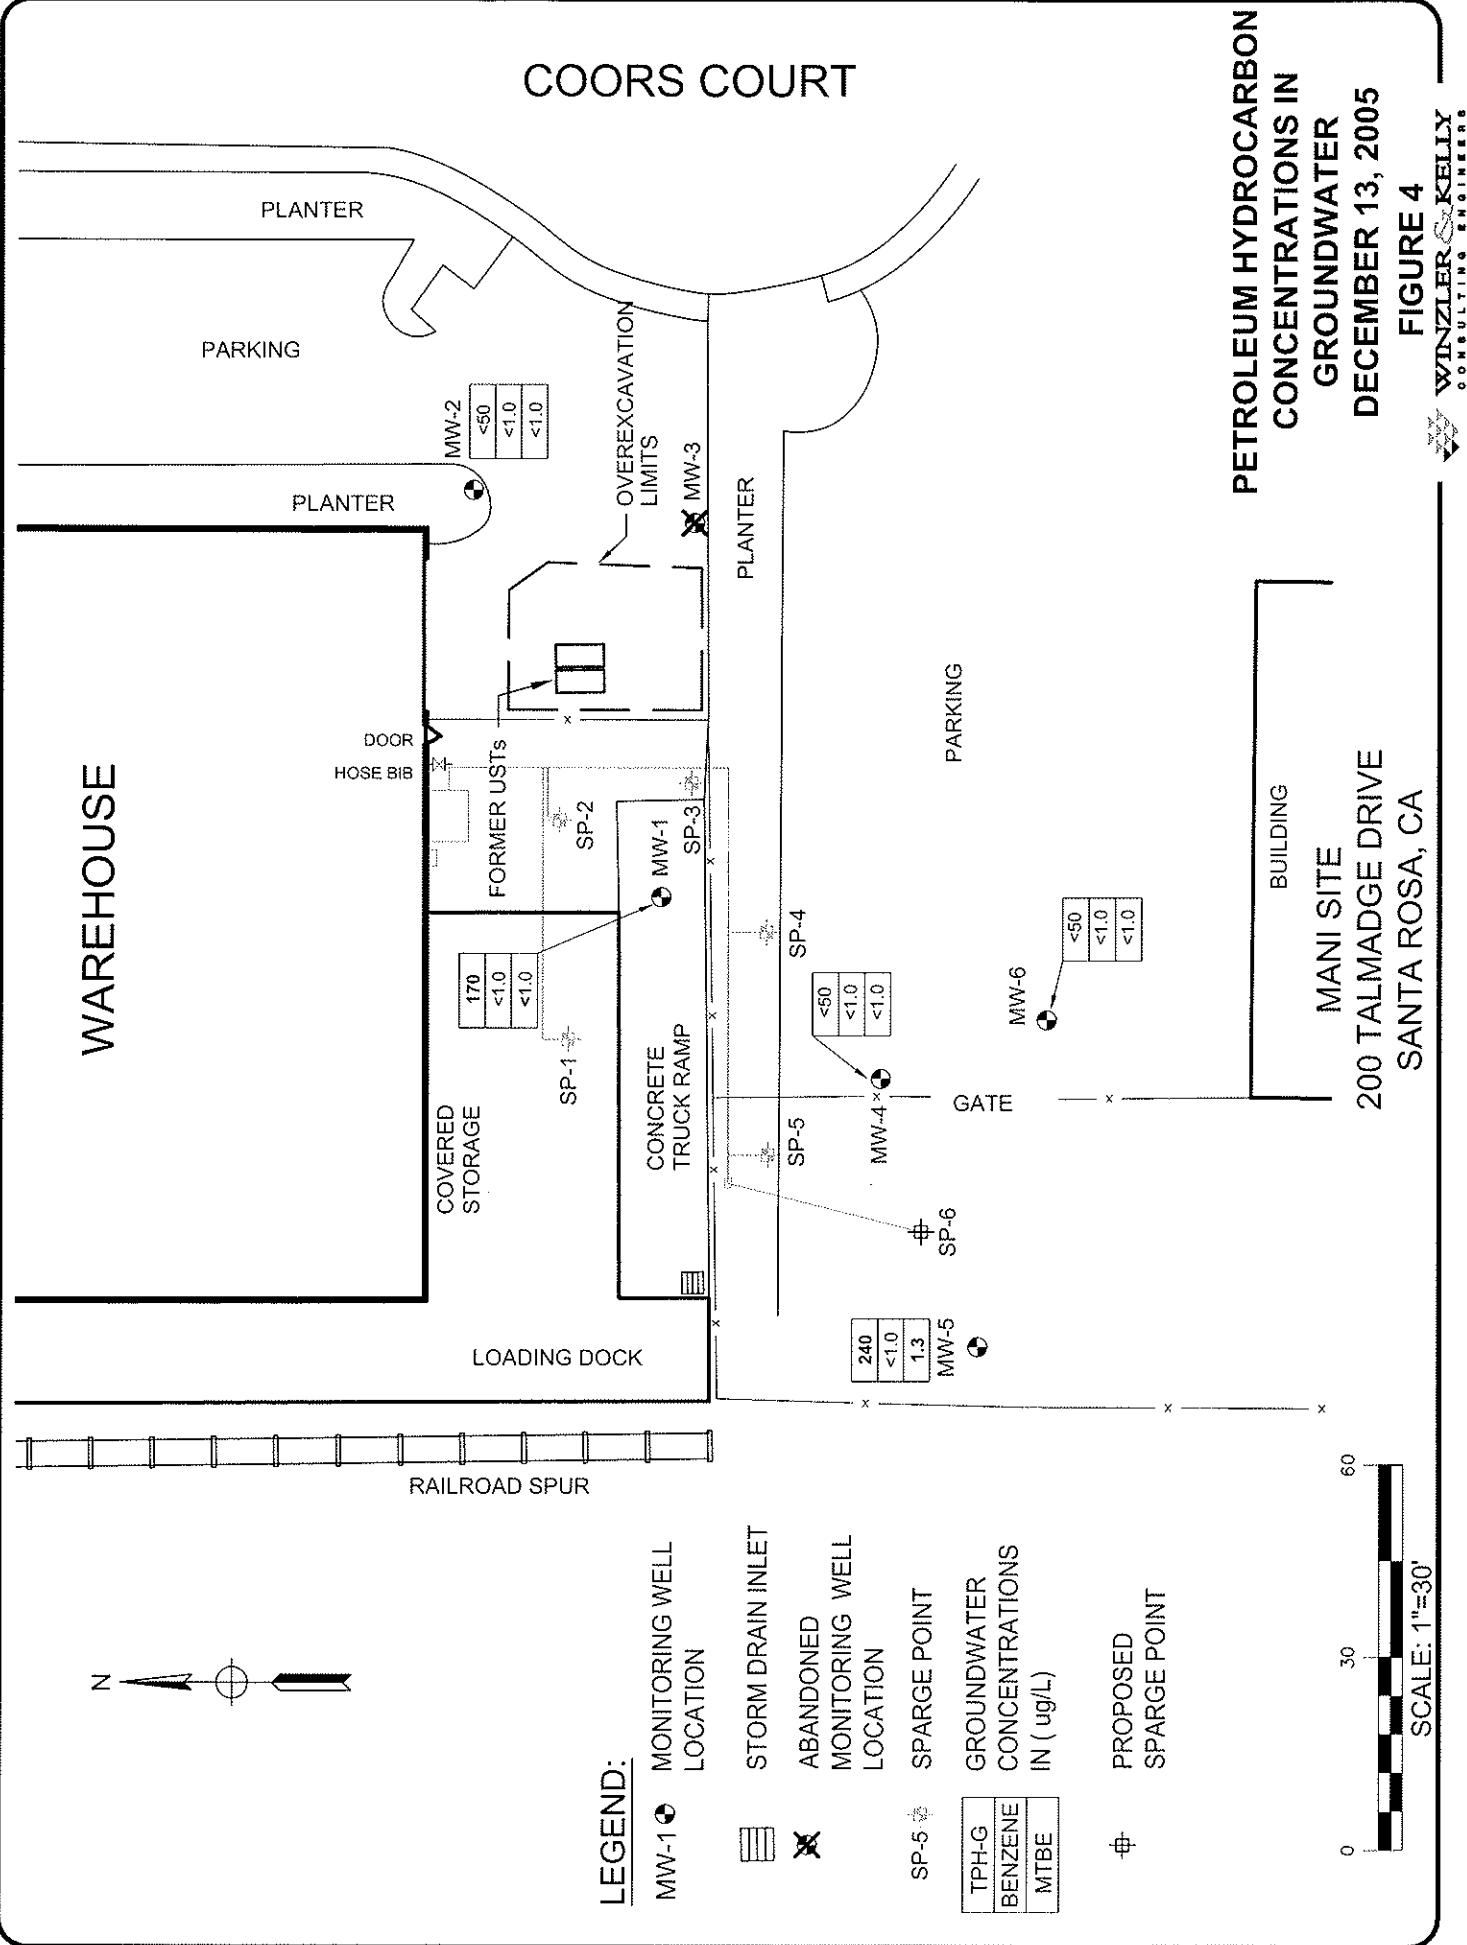 COORS COURT
PLANTER
PARKING
MW-2
<50
<1.0
<1.0
PLANTER
OVEREXCAVATION
LIMITS
MW-3
PLANTER
WAREHOUSE
DOOR
HOSE BIB
FORMER USTs
SP-2
SP-3
MW-1
170
<1.0
<1.0
SP-1
COVERED
STORAGE
CONCRETE
TRUCK RAMP
SP-4
<50
<1.0
<1.0
MW-4
SP-5
GATE
SP-6
PARKING
MW-6
<50
<1.0
<1.0
BUILDING
LOADING DOCK
240
<1.0
1.3
MW-5
RAILROAD SPUR
N
LEGEND:
MW-1 MONITORING WELL
LOCATION
STORM DRAIN INLET
ABANDONED
MONITORING WELL
LOCATION
SP-5 SPARGE POINT
TPH-G
BENZENE
MTBE
GROUNDWATER
CONCENTRATIONS
IN ( ug/L)
PROPOSED
SPARGE POINT
0 30 60
SCALE: 1"=30'
MANI SITE
200 TALMADGE DRIVE
SANTA ROSA, CA
PETROLEUM HYDROCARBON
CONCENTRATIONS IN
GROUNDWATER
DECEMBER 13, 2005
FIGURE 4
WINZLER & KELLY
CONSULTING ENGINEERS